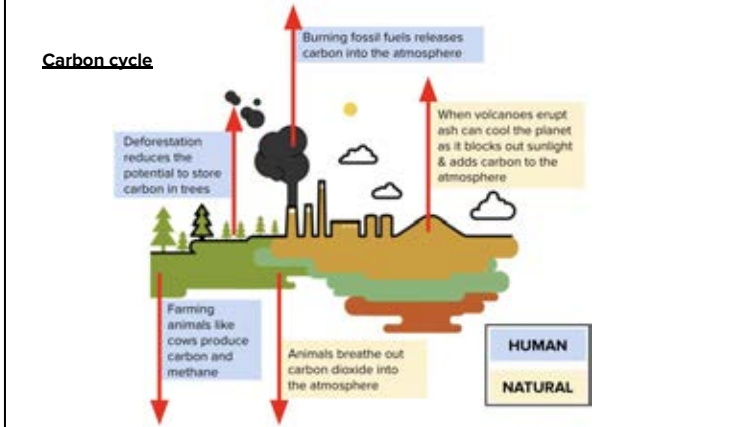 Carbon cycle
Burning fossil fuels releases
carbon into the atmosphere
When volcanoes erupt
ash can cool the planet
as it blocks out sunlight
& adds carbon to the
atmosphere
Deforestation
reduces the
potential to store
carbon in trees
Farming
animals like
cows produce
carbon and
methane
Animals breathe out
carbon dioxide into
the atmosphere
HUMAN
NATURAL